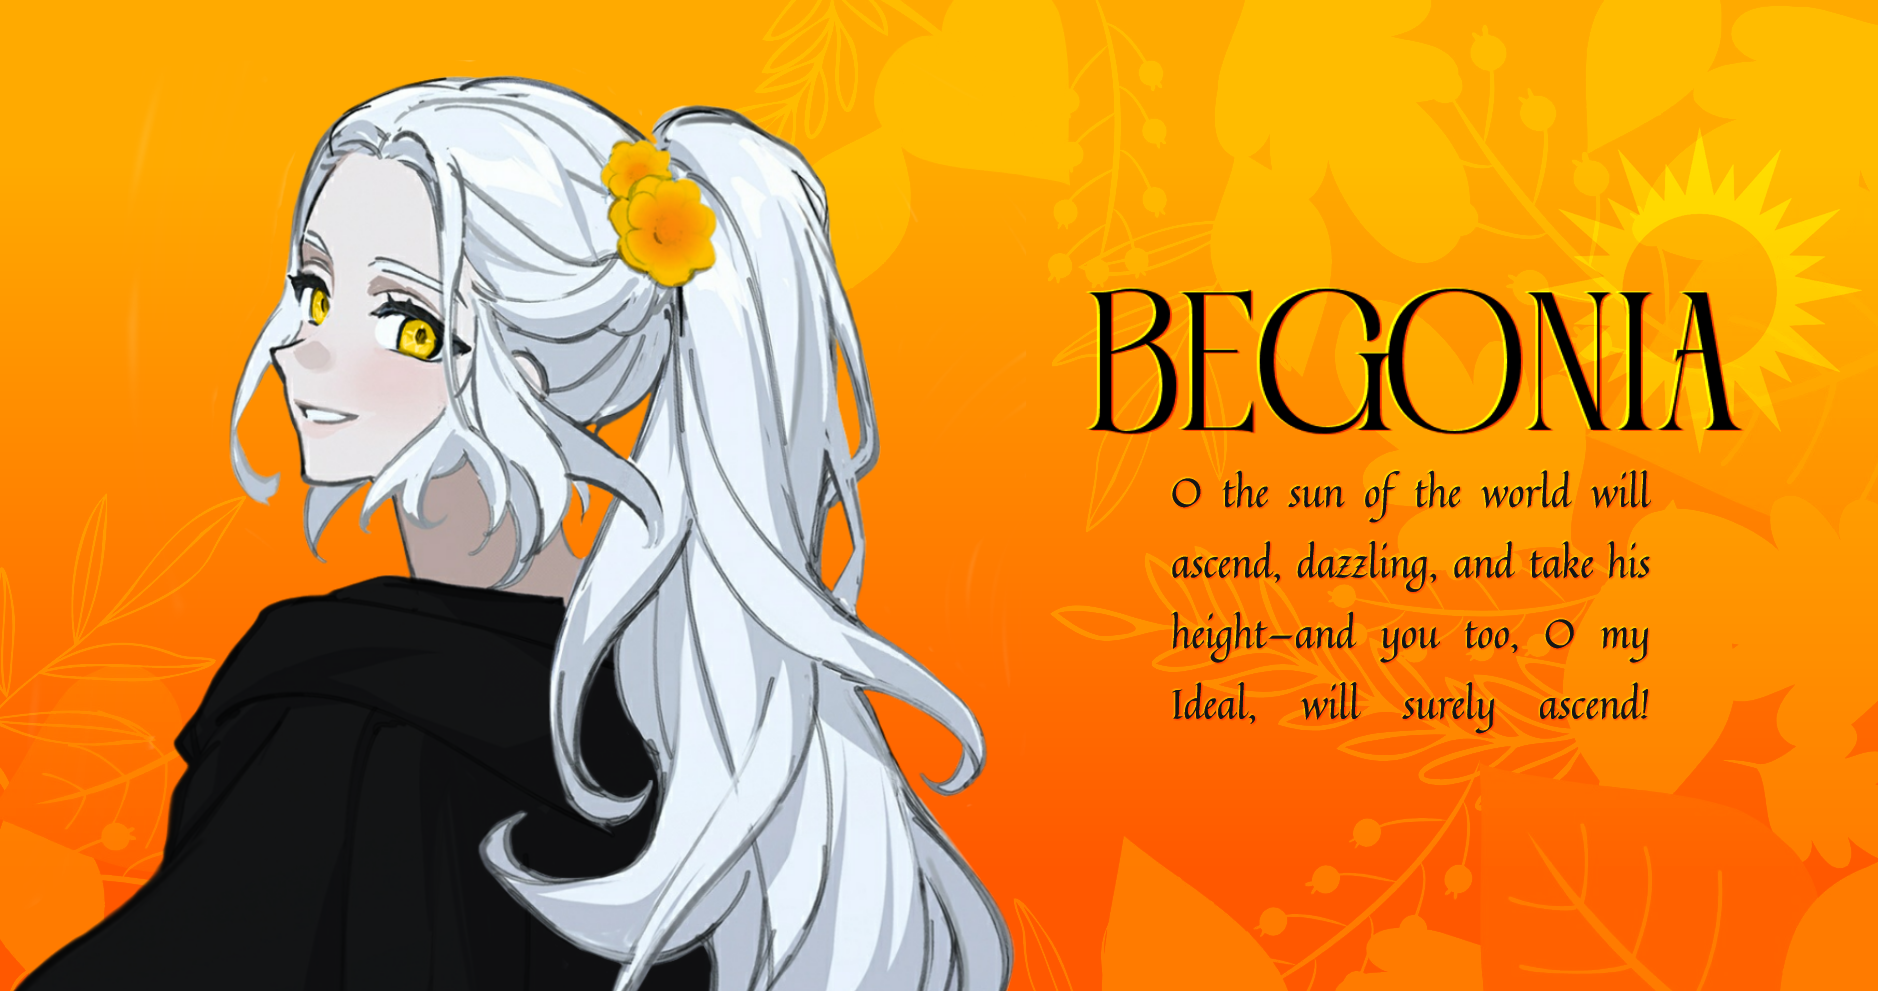 BEGONIA
O the sun of the world will
ascend, dazzling, and take his
height—and you too, O my
Ideal, will surely ascend!